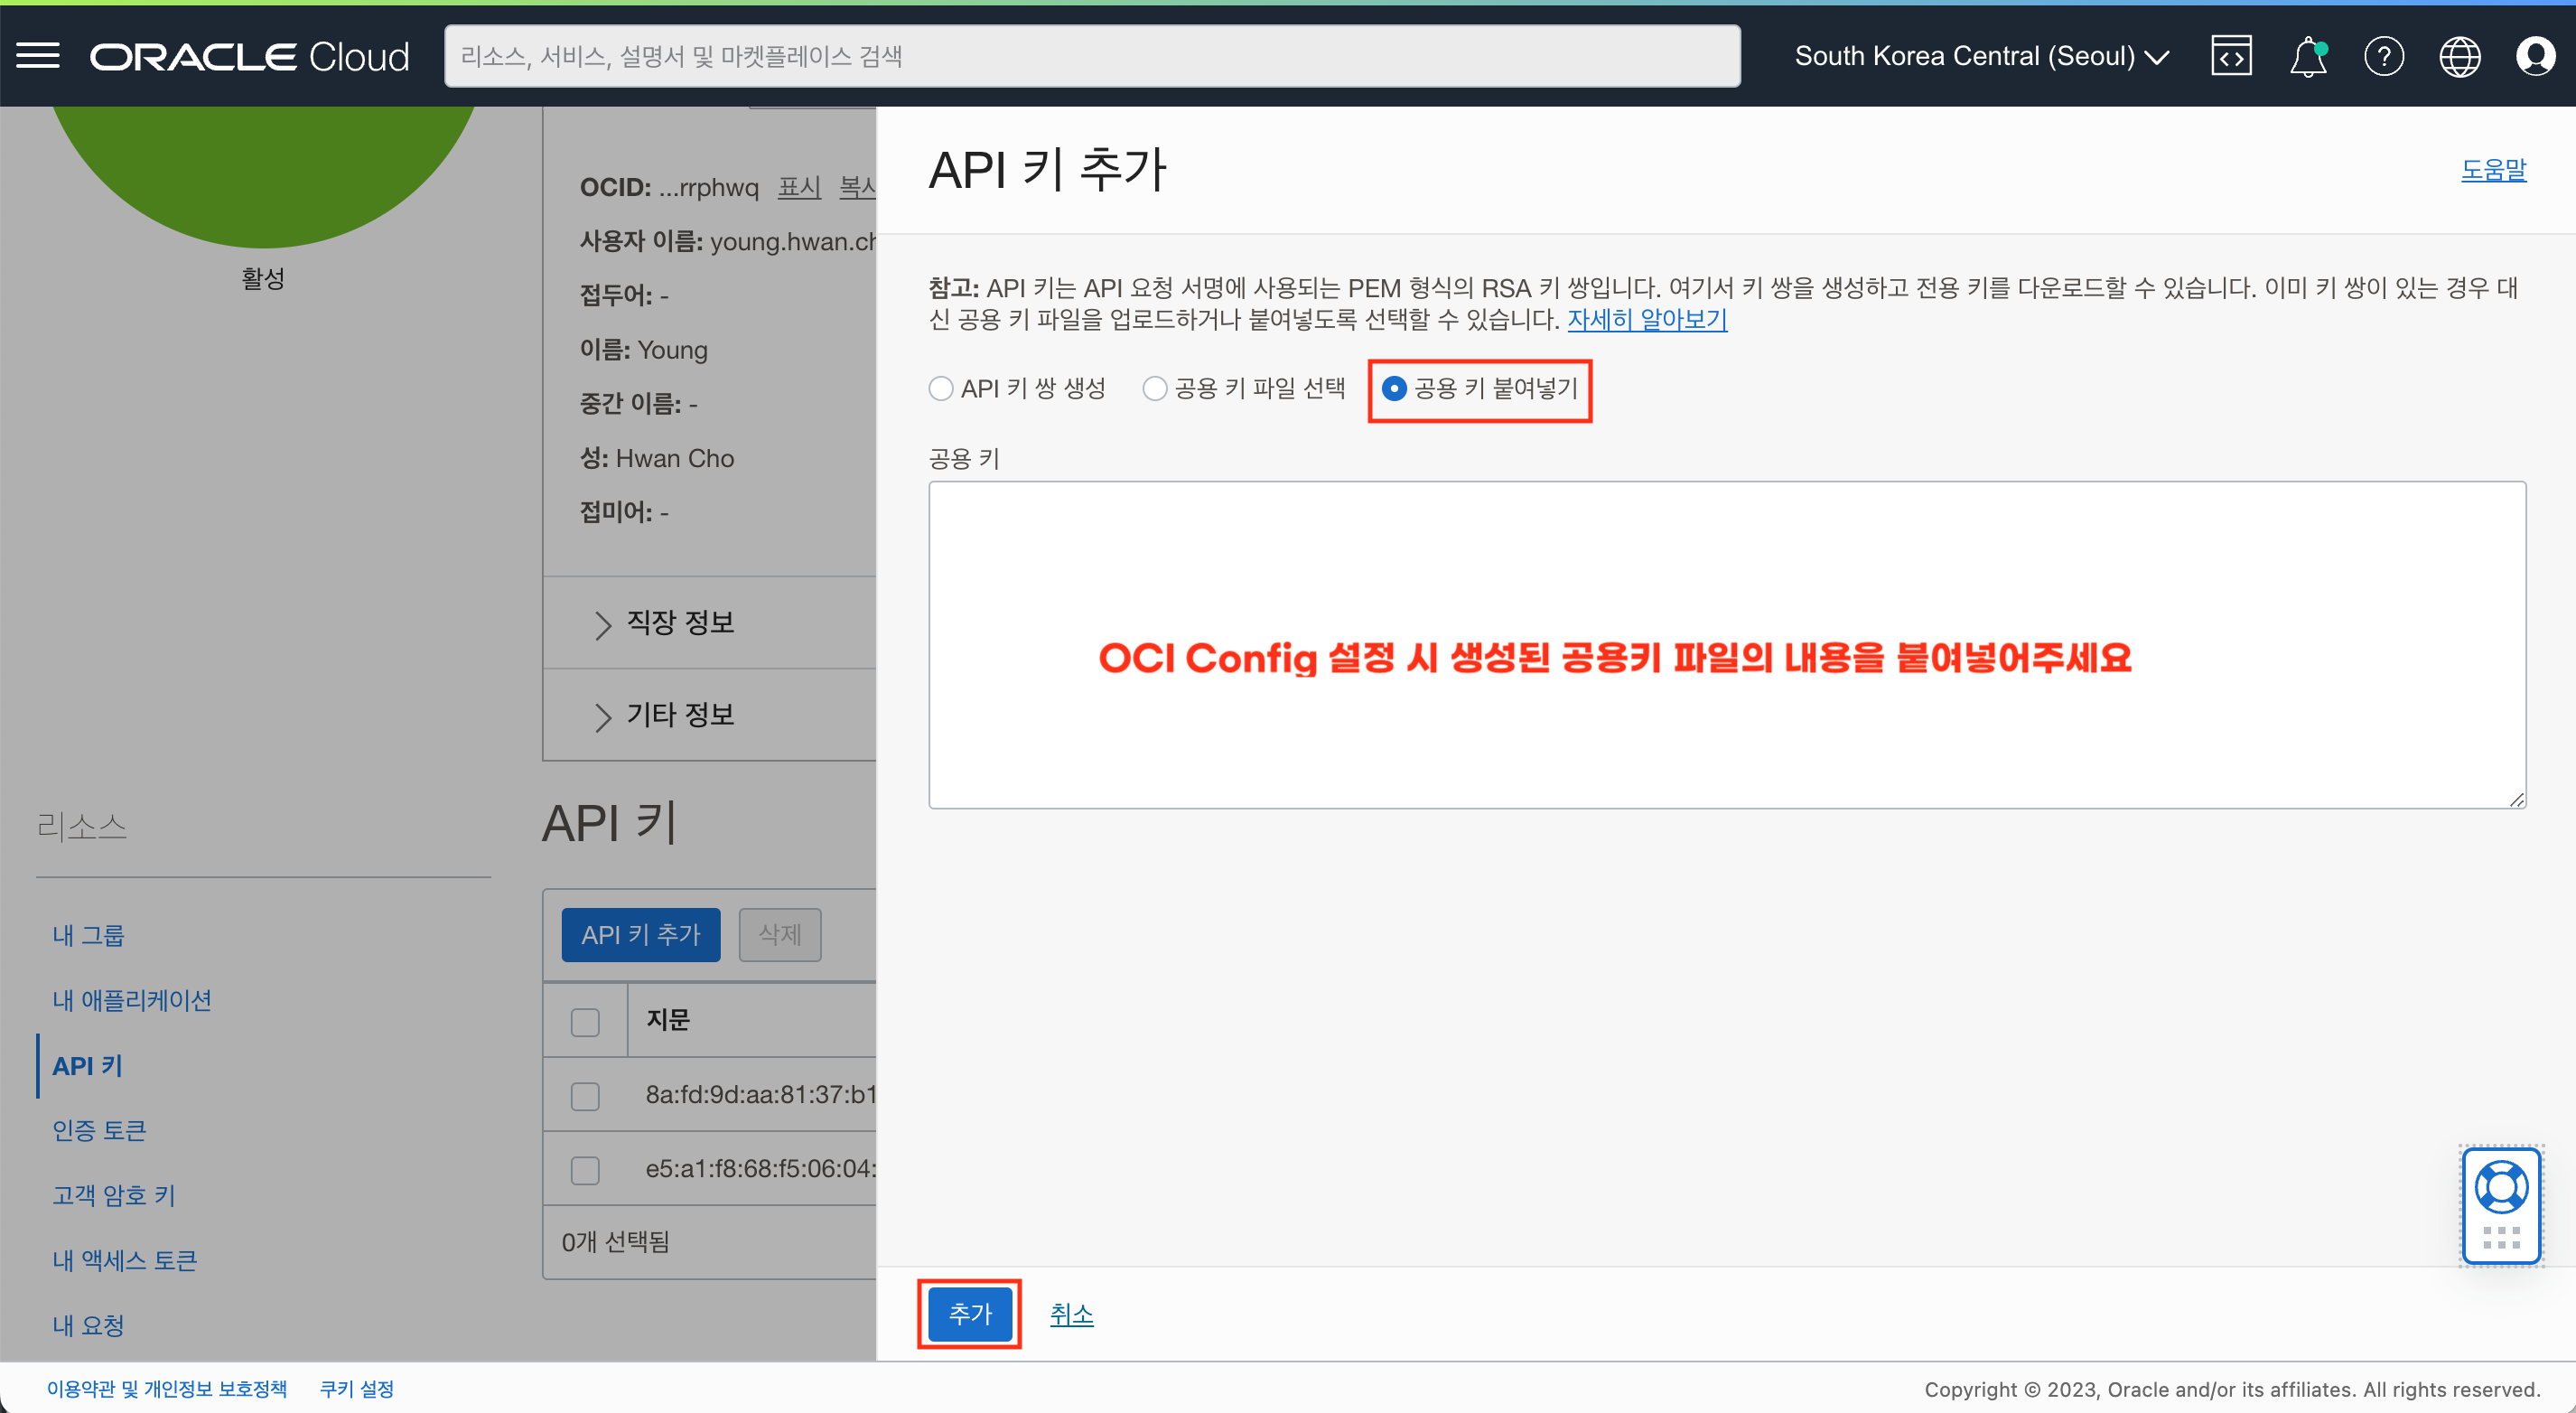 ORACLE Cloud
리소스, 서비스, 설명서 및 마켓플레이스 검색
South Korea Central (Seoul)
활성
OCID: ...rrphwq 표시 복사
사용자 이름: young.hwan.ch
접두어: -
이름: Young
중간 이름: -
성: Hwan Cho
접미어: -
직장 정보
기타 정보
리소스
내 그룹
내 애플리케이션
API 키
인증 토큰
고객 암호 키
내 액세스 토큰
내 요청
API 키
API 키 추가 삭제
지문
8a:fd:9d:aa:81:37:b1
e5:a1:f8:68:f5:06:04:
0개 선택됨
API 키 추가
도움말
참고: API 키는 API 요청 서명에 사용되는 PEM 형식의 RSA 키 쌍입니다. 여기서 키 쌍을 생성하고 전용 키를 다운로드할 수 있습니다. 이미 키 쌍이 있는 경우 대
신 공용 키 파일을 업로드하거나 붙여넣도록 선택할 수 있습니다. 자세히 알아보기
API 키 쌍 생성 공용 키 파일 선택 공용 키 붙여넣기
공용 키
OCI Config 설정 시 생성된 공용키 파일의 내용을 붙여넣어주세요
추가 취소
이용약관 및 개인정보 보호정책 쿠키 설정
Copyright © 2023, Oracle and/or its affiliates. All rights reserved.